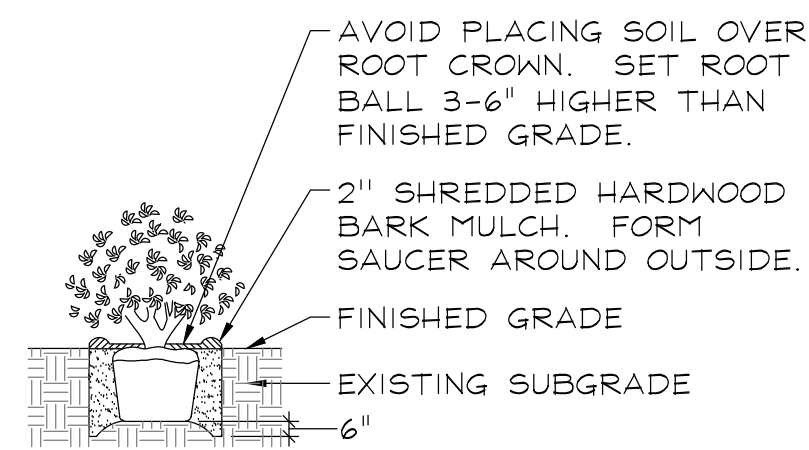 AVOID PLACING SOIL OVER
ROOT CROWN. SET ROOT
BALL 3-6" HIGHER THAN
FINISHED GRADE.
2" SHREDDED HARDWOOD
BARK MULCH. FORM
SAUCER AROUND OUTSIDE.
FINISHED GRADE
EXISTING SUBGRADE
6"